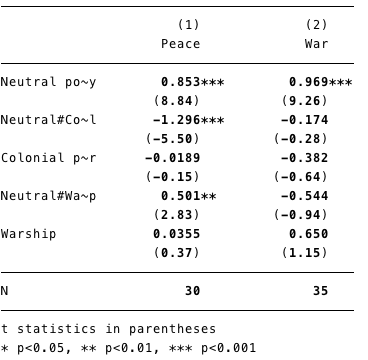 (1) (2)
Peace War
Neutral po~y 0.853*** 0.969***
(8.84) (9.26)
Neutral#Co~l -1.296*** -0.174
(-5.50) (-0.28)
Colonial p~r -0.0189 -0.382
(-0.15) (-0.64)
Neutral#Wa~p 0.501** -0.544
(2.83) (-0.94)
Warship 0.0355 0.650
(0.37) (1.15)
N 30 35
t statistics in parentheses
* p<0.05, ** p<0.01, *** p<0.001